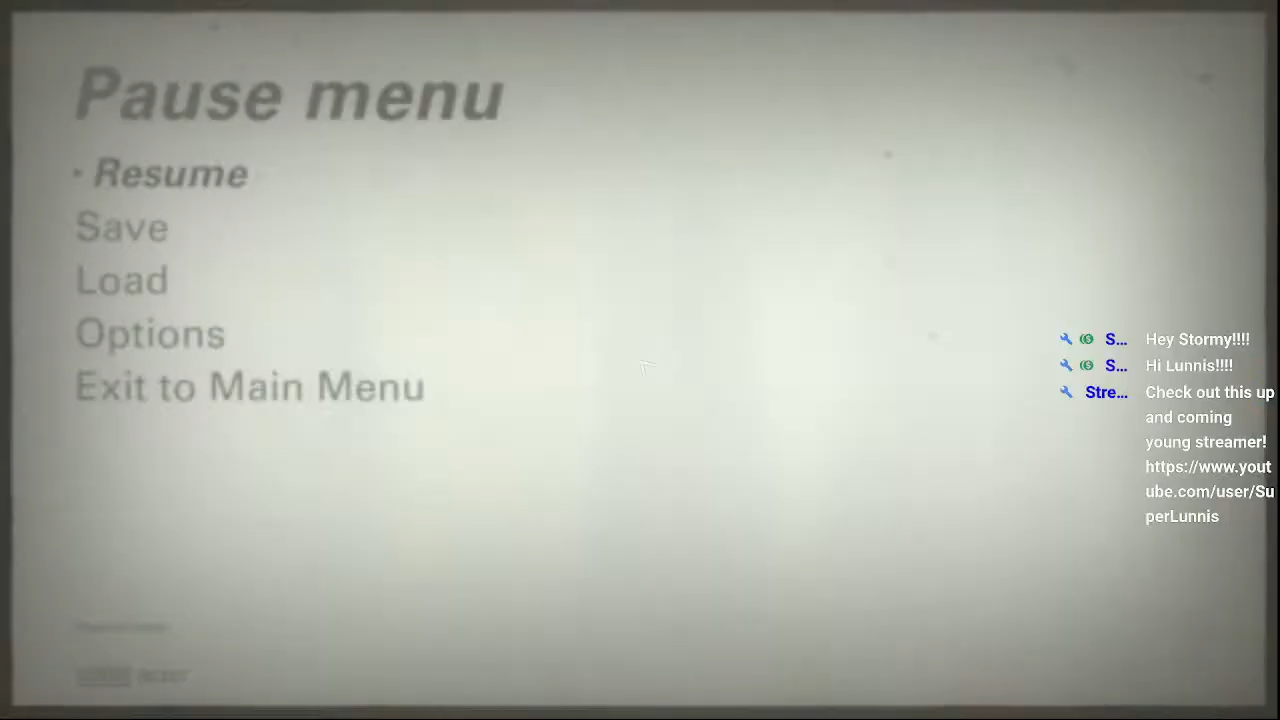 Pause menu
· Resume
Save
Load
Options
Exit to Main Menu
S... Hey Stormy!!!!
S... Hi Lunnis!!!!
Stre... Check out this up
and coming
young streamer!
https://www.yout
ube.com/user/Su
perLunnis